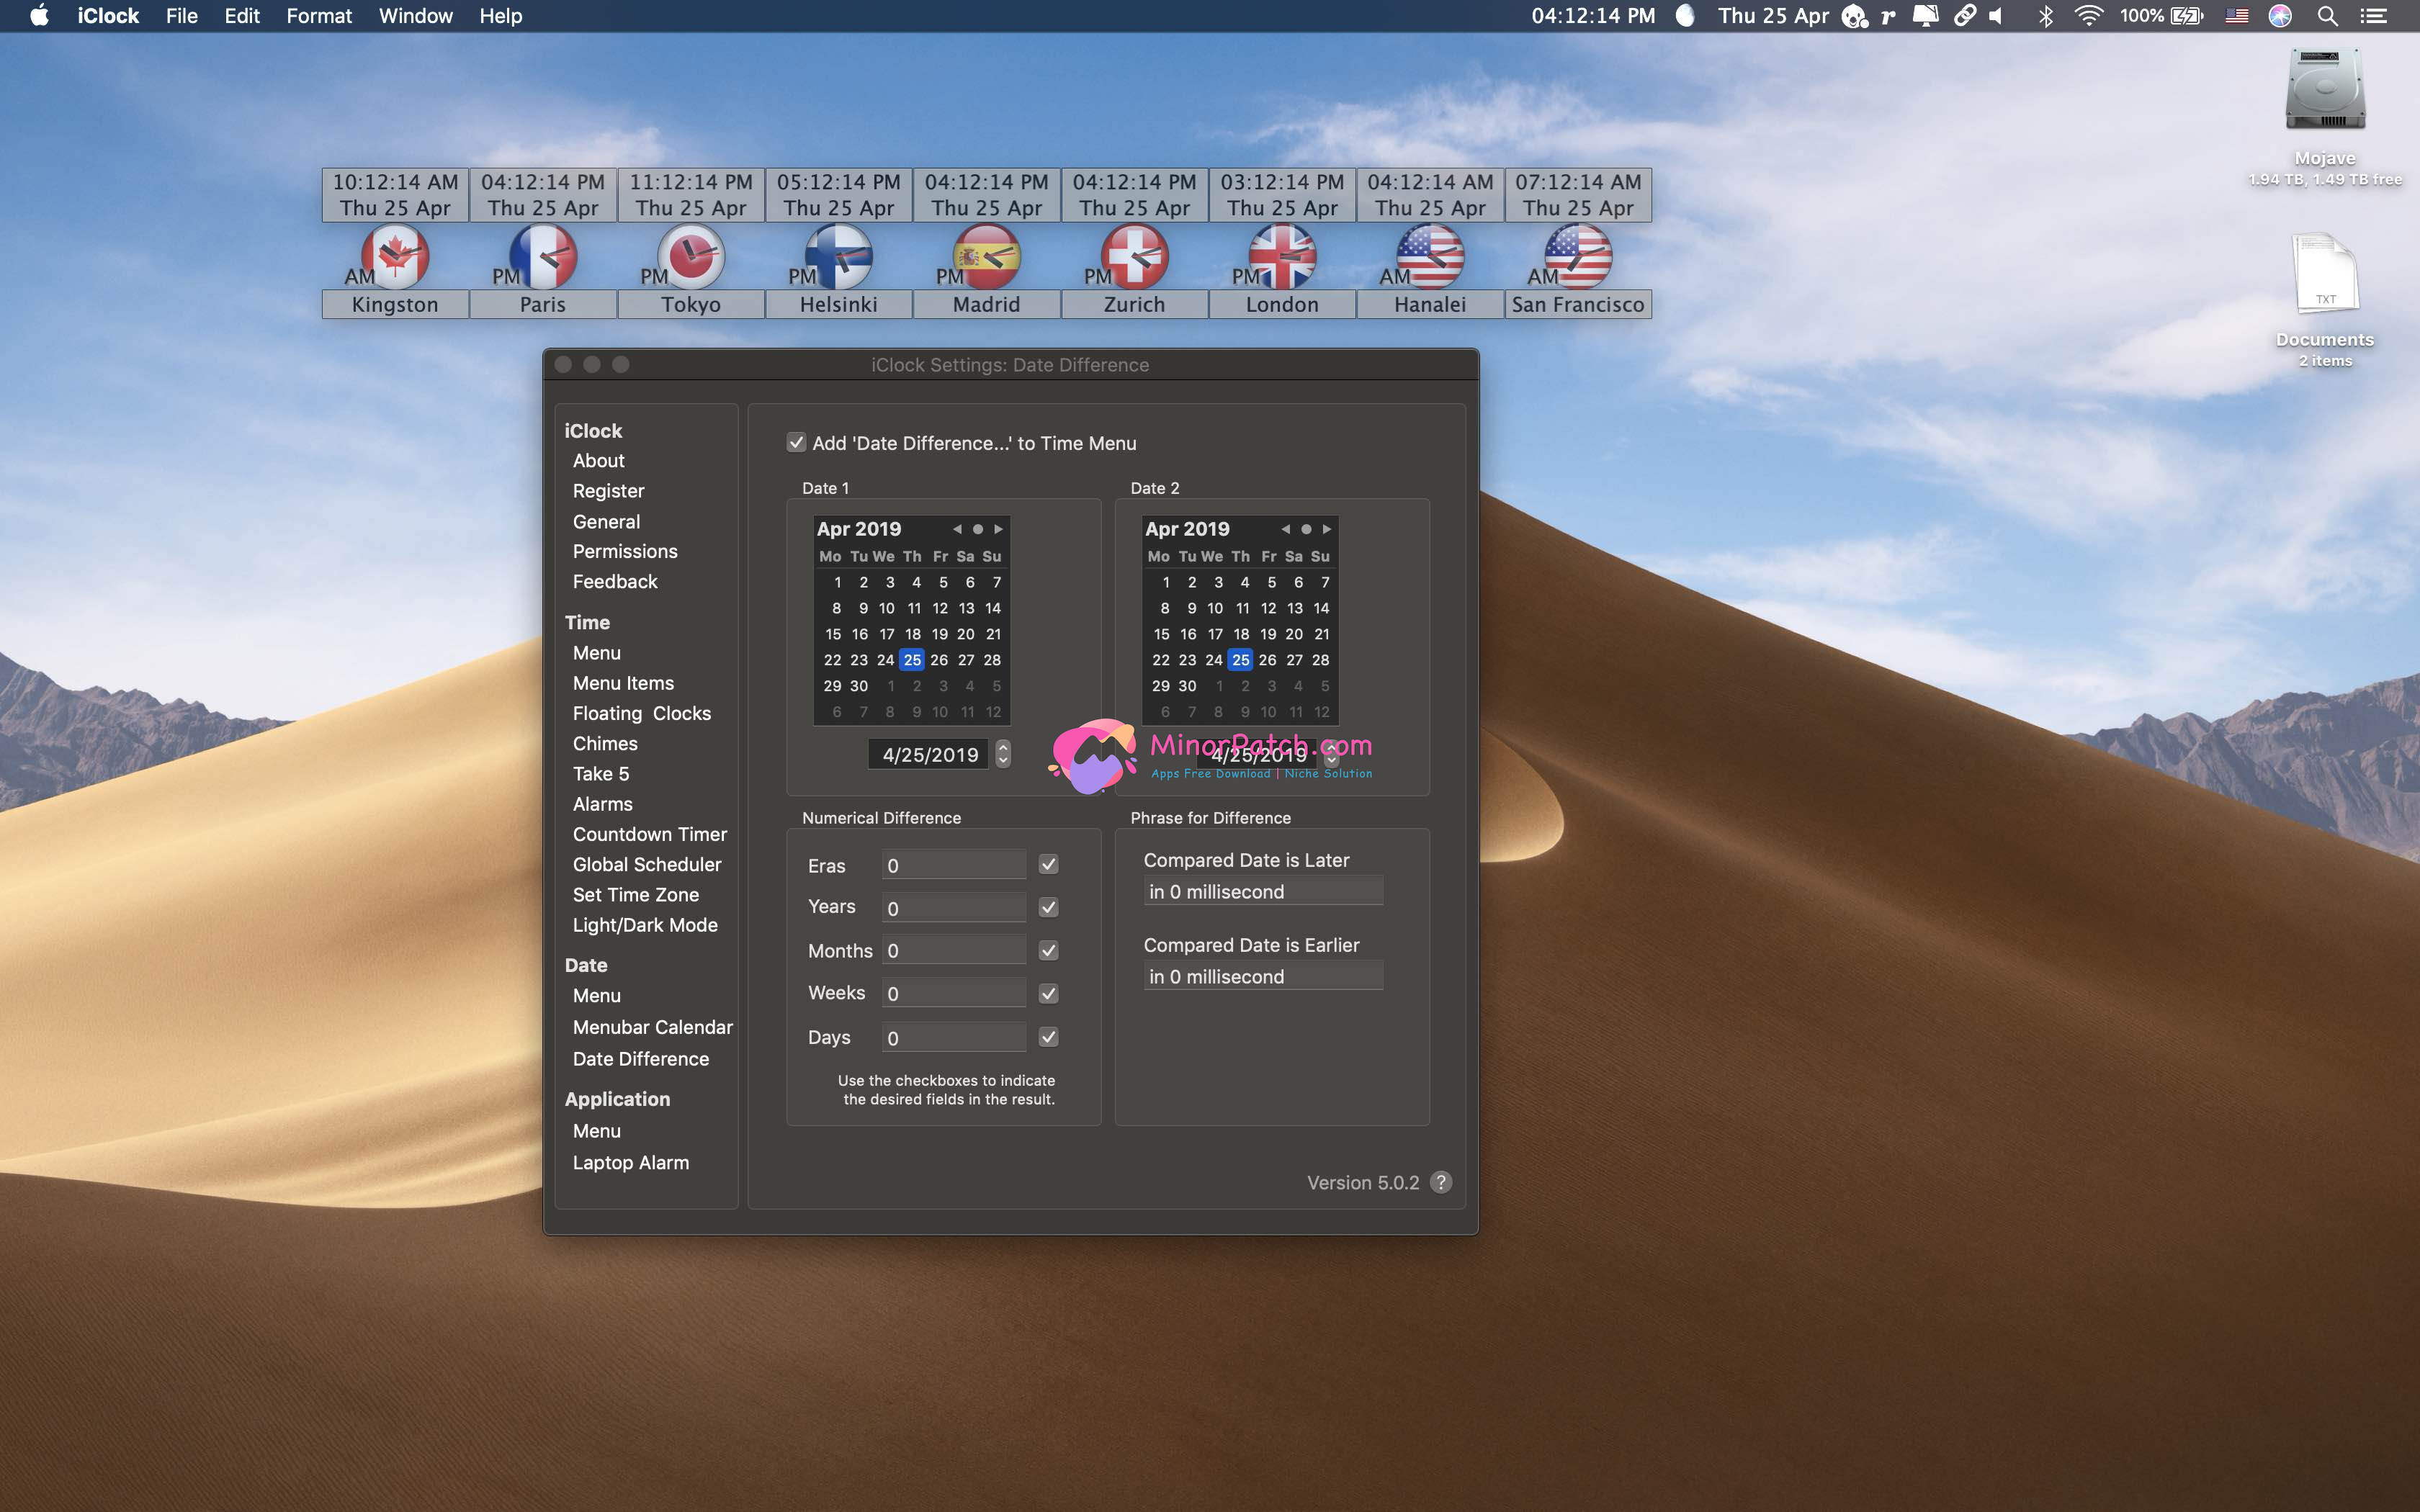 iClock File Edit Format Window Help 04:12:14 PM Thu 25 Apr r 100%
Mojave
1.94 TB, 1.49 TB free
TXT
Documents
2 items
10:12:14 AM 04:12:14 PM 11:12:14 PM 05:12:14 PM 04:12:14 PM 04:12:14 PM 03:12:14 PM 04:12:14 AM 07:12:14 AM
Thu 25 Apr Thu 25 Apr Thu 25 Apr Thu 25 Apr Thu 25 Apr Thu 25 Apr Thu 25 Apr Thu 25 Apr Thu 25 Apr
AM PM PM PM PM PM PM AM AM
Kingston Paris Tokyo Helsinki Madrid Zurich London Hanalei San Francisco
iClock Settings: Date Difference
iClock
About
Register
General
Permissions
Feedback
Time
Menu
Menu Items
Floating Clocks
Chimes
Take 5
Alarms
Countdown Timer
Global Scheduler
Set Time Zone
Light/Dark Mode
Date
Menu
Menubar Calendar
Date Difference
Application
Menu
Laptop Alarm
Add 'Date Difference...' to Time Menu
Date 1
Apr 2019
Mo Tu We Th Fr Sa Su
1 2 3 4 5 6 7
8 9 10 11 12 13 14
15 16 17 18 19 20 21
22 23 24 25 26 27 28
29 30 1 2 3 4 5
6 7 8 9 10 11 12
4/25/2019
Date 2
Apr 2019
Mo Tu We Th Fr Sa Su
1 2 3 4 5 6 7
8 9 10 11 12 13 14
15 16 17 18 19 20 21
22 23 24 25 26 27 28
29 30 1 2 3 4 5
6 7 8 9 10 11 12
4/25/2019
MinorPatch.com
Apps Free Download | Niche Solution
Numerical Difference
Eras 0
Years 0
Months 0
Weeks 0
Days 0
Use the checkboxes to indicate
the desired fields in the result.
Phrase for Difference
Compared Date is Later
in 0 millisecond
Compared Date is Earlier
in 0 millisecond
Version 5.0.2 ?